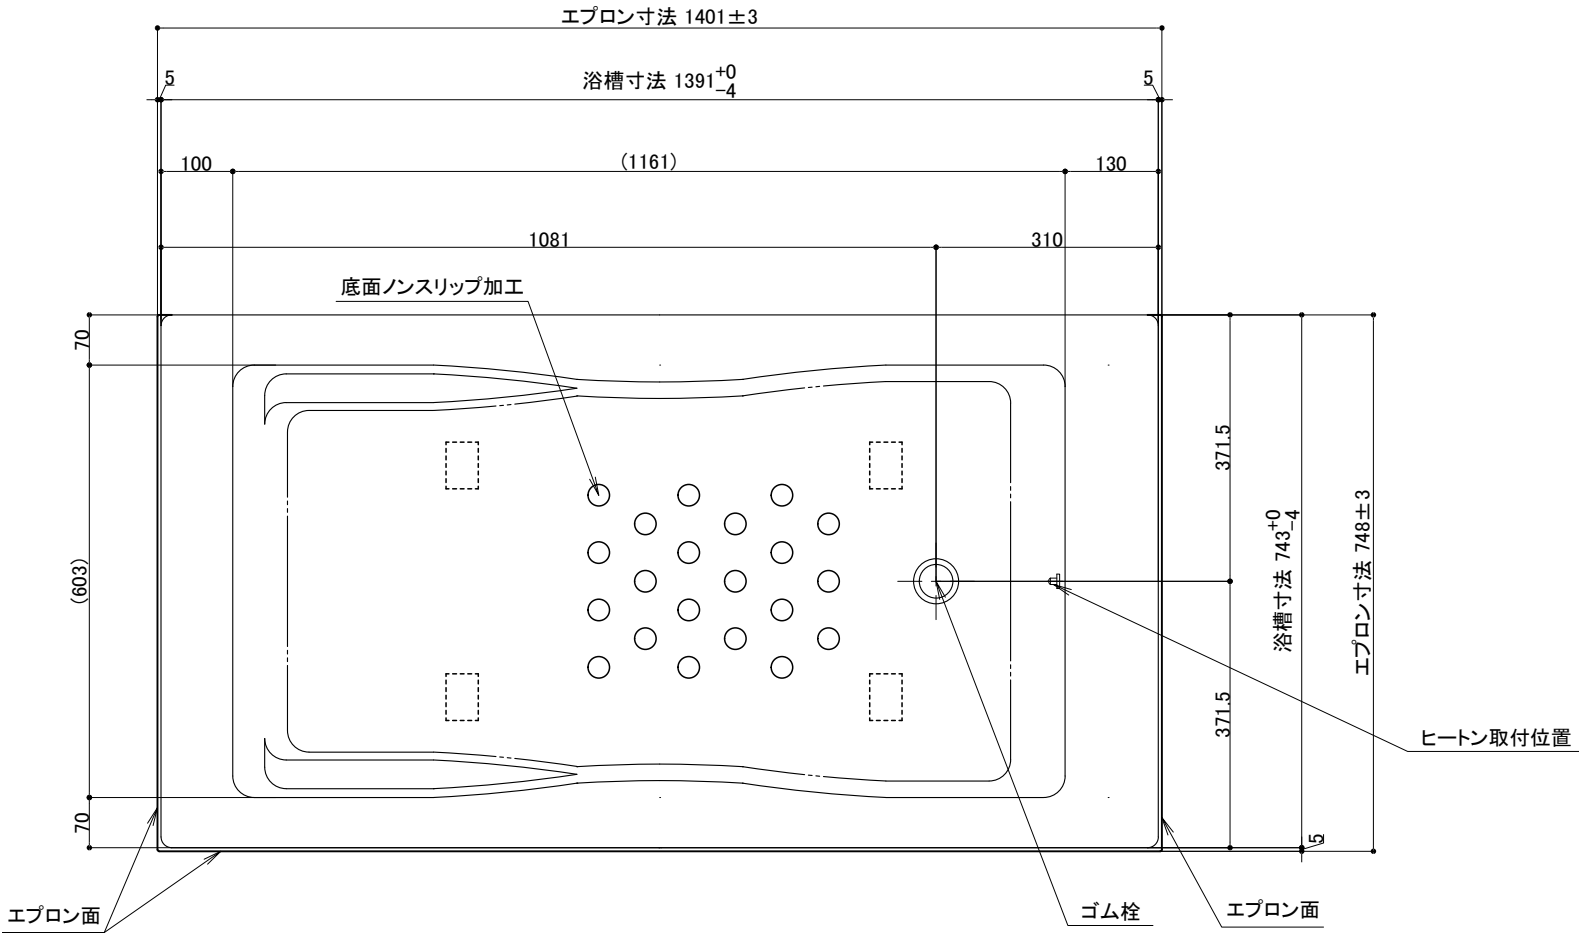 エプロン寸法 1401±3
5
浴槽寸法 1391 +0 -4
5
100
(1161)
130
1081
310
底面ノンスリップ加工
70
371.5
(603)
浴槽寸法 743 +0 -4
エプロン寸法 748±3
371.5
ヒートン取付位置
70
5
エプロン面
ゴム栓
エプロン面